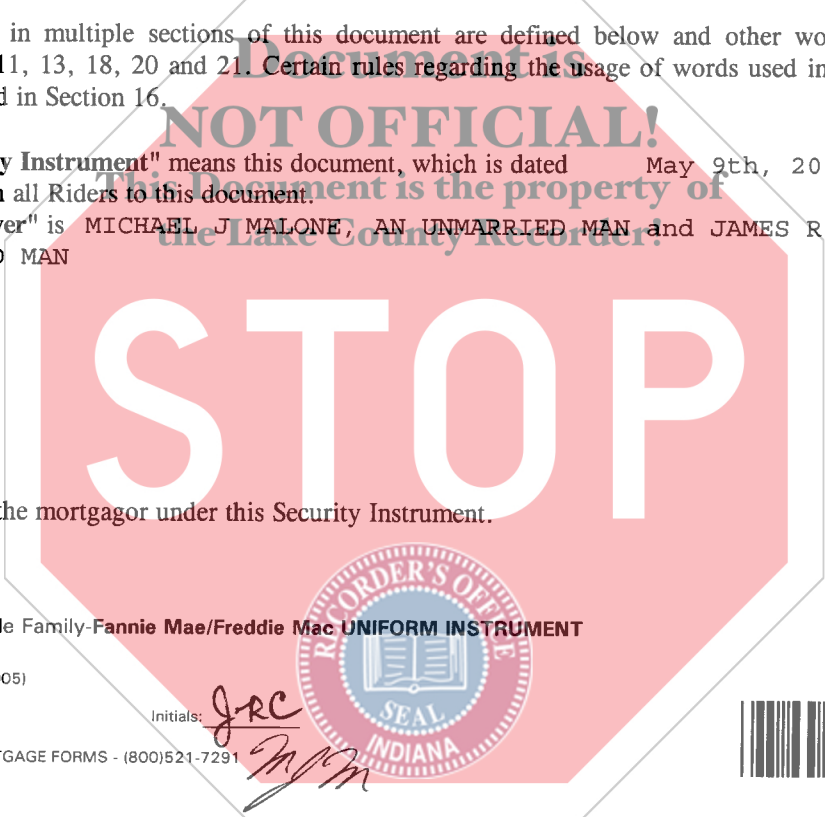 in multiple sections of this document are defined below and other wo
11, 13, 18, 20 and 21. Certain rules regarding the usage of words used in
d in Section 16.
Document is
NOT OFFICIAL!
This Document is the property of
the Lake County Recorder!
y Instrument" means this document, which is dated May 9th, 20
n all Riders to this document.
ver" is MICHAEL J MALONE, AN UNMARRIED MAN and JAMES R
D MAN
STOP
the mortgagor under this Security Instrument.
RECORDER'S OFFICE
SEAL
INDIANA
le Family-Fannie Mae/Freddie Mac UNIFORM INSTRUMENT
05)
Initials: JRC
TGAGE FORMS - (800)521-7291
MJM